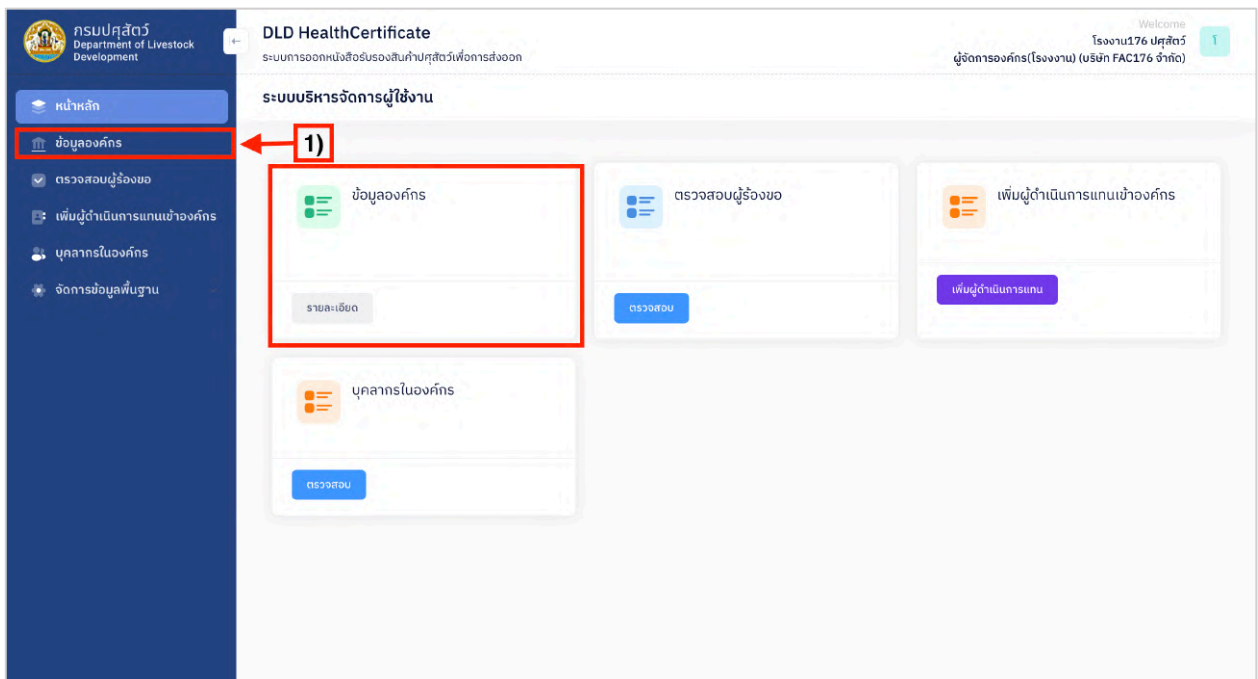 กรมปศุสัตว์
Department of Livestock
Development
DLD HealthCertificate
ระบบการออกหนังสือรับรองสินค้าปศุสัตว์เพื่อการส่งออก
Welcome
โรงงาน176 ปศุสัตว์
ผู้จัดการองค์กร(โรงงงาน) (บริษัท FAC176 จำกัด)
โ
หน้าหลัก
ข้อมูลองค์กร
ตรวจสอบผู้ร้องขอ
เพิ่มผู้ดำเนินการแทนเข้าองค์กร
บุคลากรในองค์กร
จัดการข้อมูลพื้นฐาน
ระบบบริหารจัดการผู้ใช้งาน
1)
ข้อมูลองค์กร
รายละเอียด
ตรวจสอบผู้ร้องขอ
ตรวจสอบ
เพิ่มผู้ดำเนินการแทนเข้าองค์กร
เพิ่มผู้ดำเนินการแทน
บุคลากรในองค์กร
ตรวจสอบ